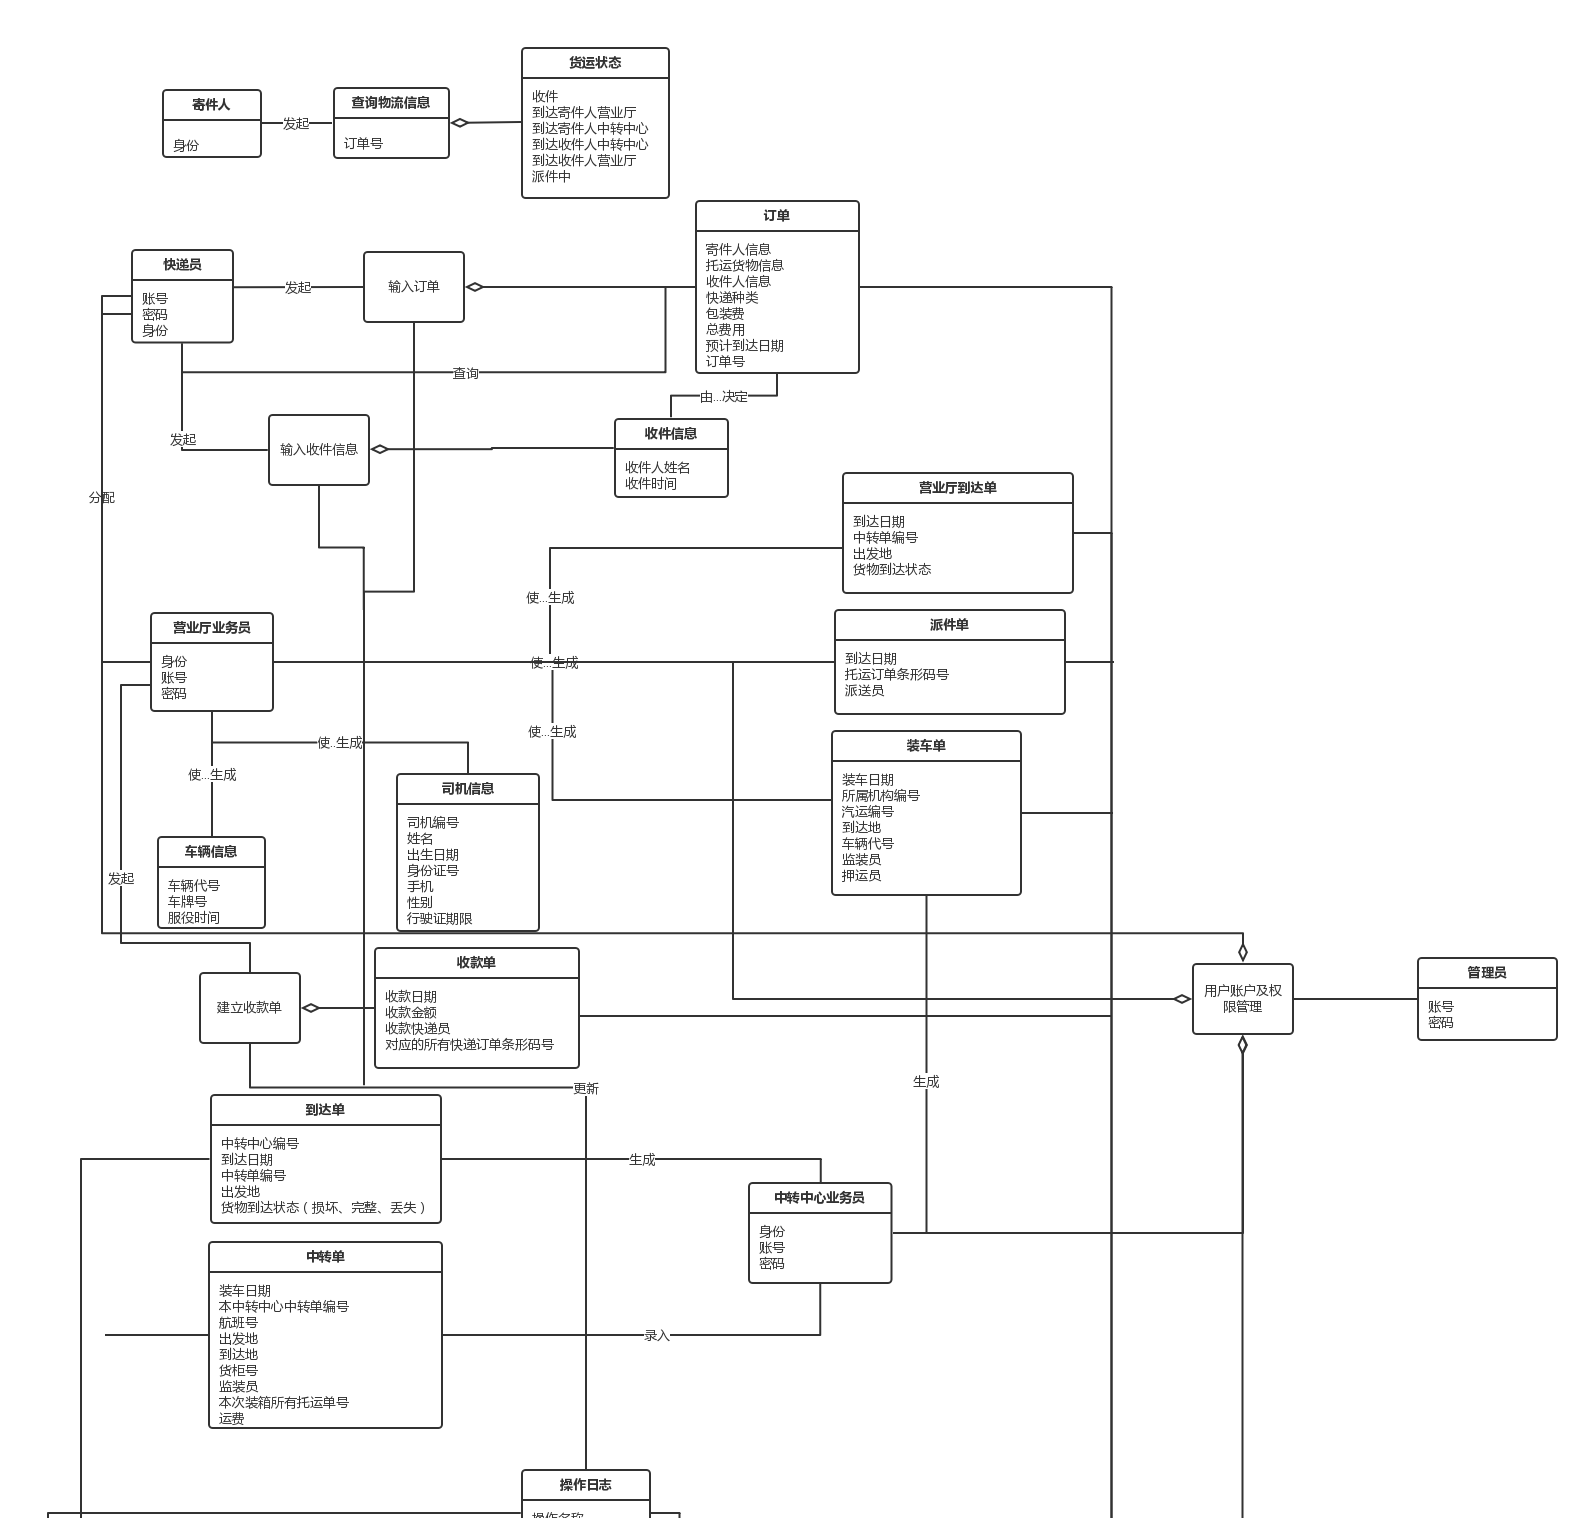 货运状态
收件
到达寄件人营业厅
到达寄件人中转中心
到达收件人中转中心
到达收件人营业厅
派件中
寄件人
身份
发起
查询物流信息
订单号
订单
寄件人信息
托运货物信息
收件人信息
快递种类
包装费
总费用
预计到达日期
订单号
快递员
账号
密码
身份
发起
输入订单
查询
由...决定
发起
输入收件信息
收件信息
收件人姓名
收件时间
分配
营业厅到达单
到达日期
中转单编号
出发地
货物到达状态
使...生成
营业厅业务员
身份
账号
密码
使...生成
派件单
到达日期
托运订单条形码号
派送员
使...生成
使..生成
使...生成
装车单
装车日期
所属机构编号
汽运编号
到达地
车辆代号
监装员
押运员
司机信息
司机编号
姓名
出生日期
身份证号
手机
性别
行驶证期限
车辆信息
车辆代号
车牌号
服役时间
发起
建立收款单
收款单
收款日期
收款金额
收款快递员
对应的所有快递订单条形码号
用户账户及权
限管理
管理员
账号
密码
生成
更新
到达单
中转中心编号
到达日期
中转单编号
出发地
货物到达状态（损坏、完整、丢失）
生成
中转中心业务员
身份
账号
密码
中转单
装车日期
本中转中心中转单编号
航班号
出发地
到达地
货柜号
监装员
本次装箱所有托运单号
运费
录入
操作日志
操作名称